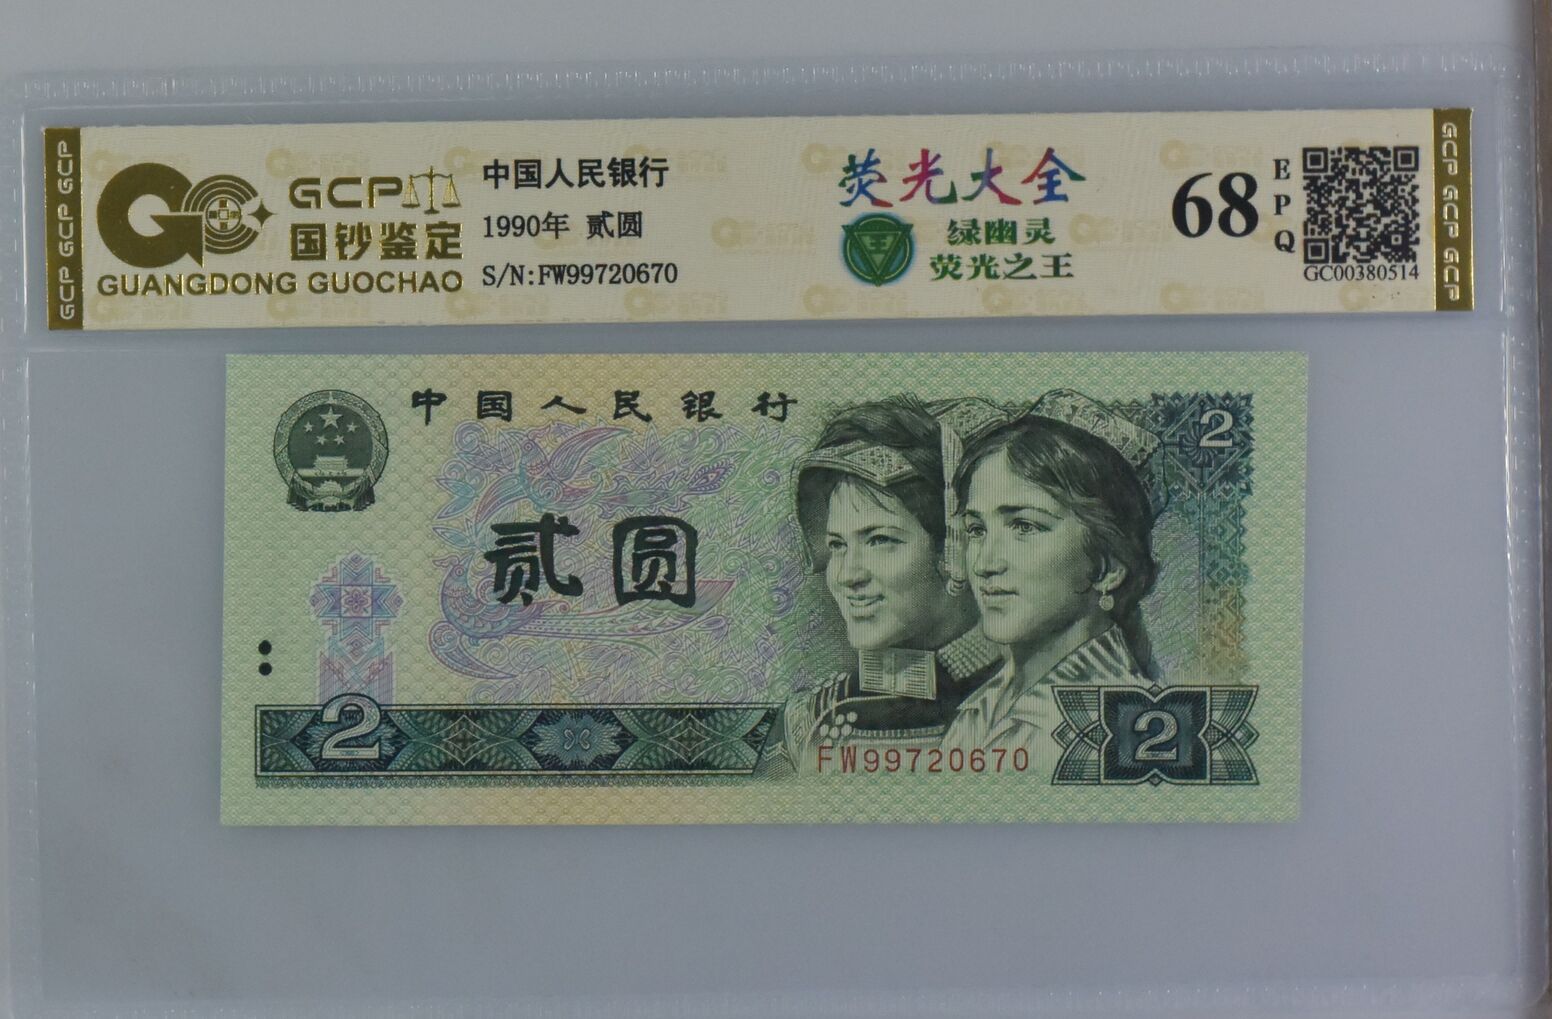 GCP GCP GCP
GCP
国钞鉴定
GUANGDONG GUOCHAO
中国人民银行
1990年 贰圆
S/N:FW99720670
荧光大全
王
绿幽灵
荧光之王
68
EPQ
GC00380514
GCP GCP GCP
中国人民银行
2
贰圆
2
FW99720670
2